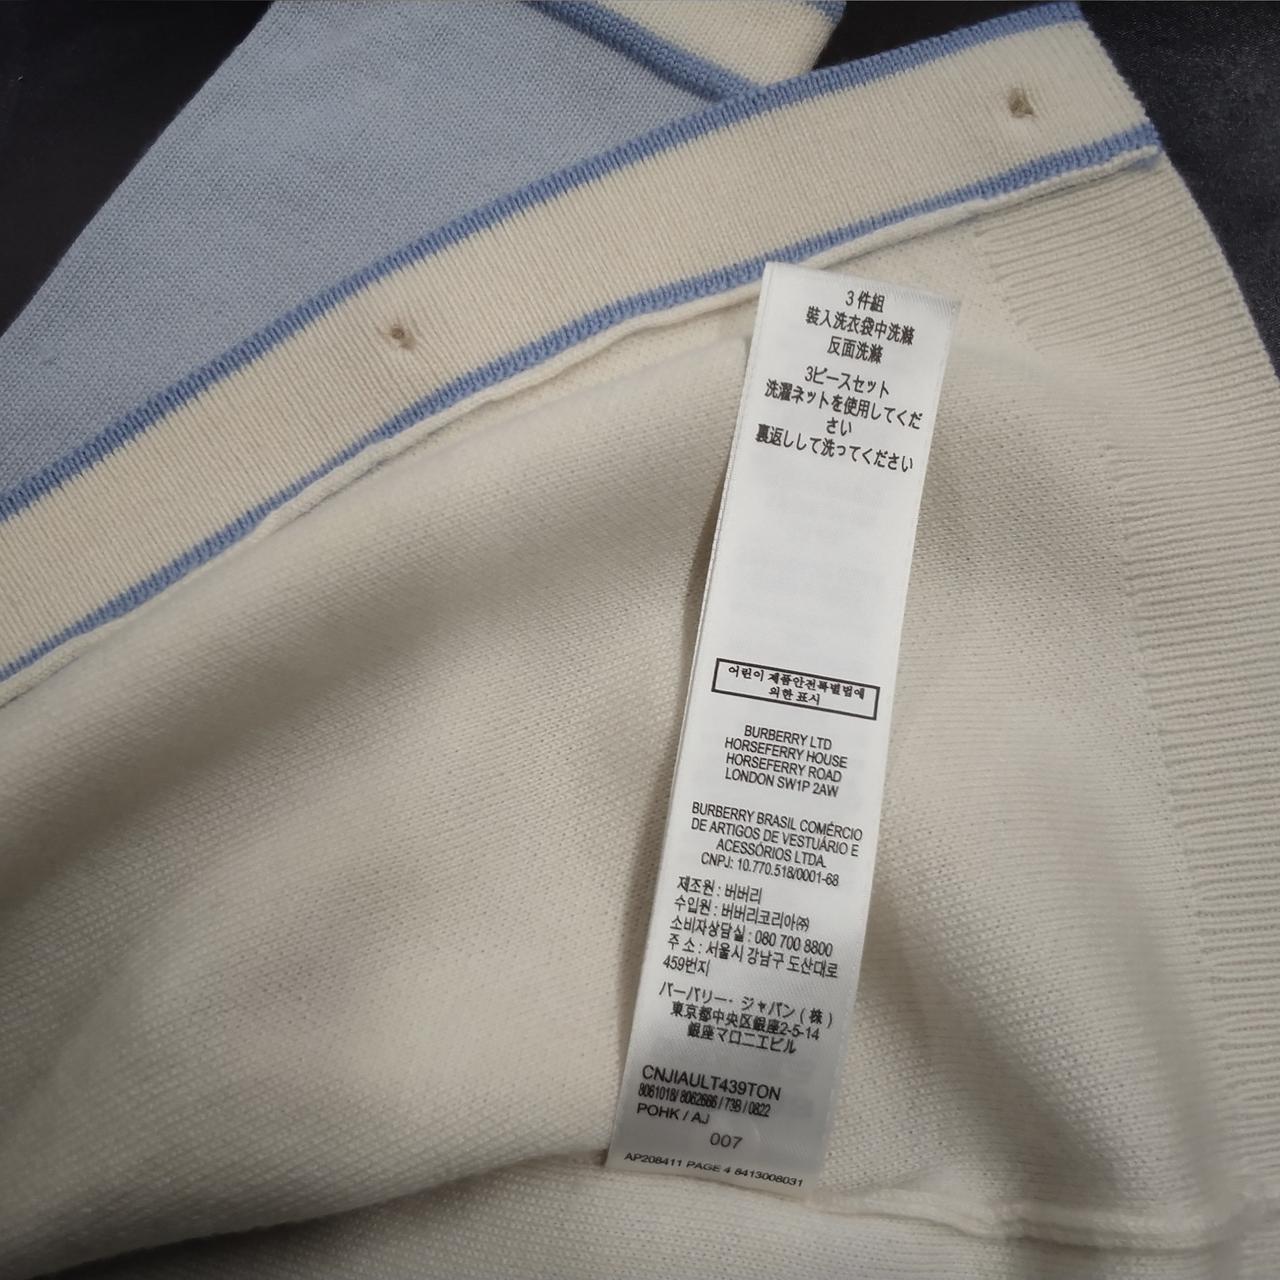 3 件組
裝入洗衣袋中洗滌
反面洗滌
3ピースセット
洗濯ネットを使用してくだ
さい
裏返しして洗ってください
어린이 제품안전특별법에
의한 표시
BURBERRY LTD
HORSEFERRY HOUSE
HORSEFERRY ROAD
LONDON SW1P 2AW
BURBERRY BRASIL COMÉRCIO
DE ARTIGOS DE VESTUÁRIO E
ACESSÓRIOS LTDA.
CNPJ: 10.770.518/0001-68
제조원 : 버버리
수입원 : 버버리코리아㈜
소비자상담실 : 080 700 8800
주 소 : 서울시 강남구 도산대로
459번지
バーバリー・ジャパン ( 株 )
東京都中央区銀座2-5-14
銀座マロニエビル
CNJIAULT439TON
8061018/ 8062666 / 73B / 0822
POHK / AJ
007
AP208411 PAGE 4 8413008031